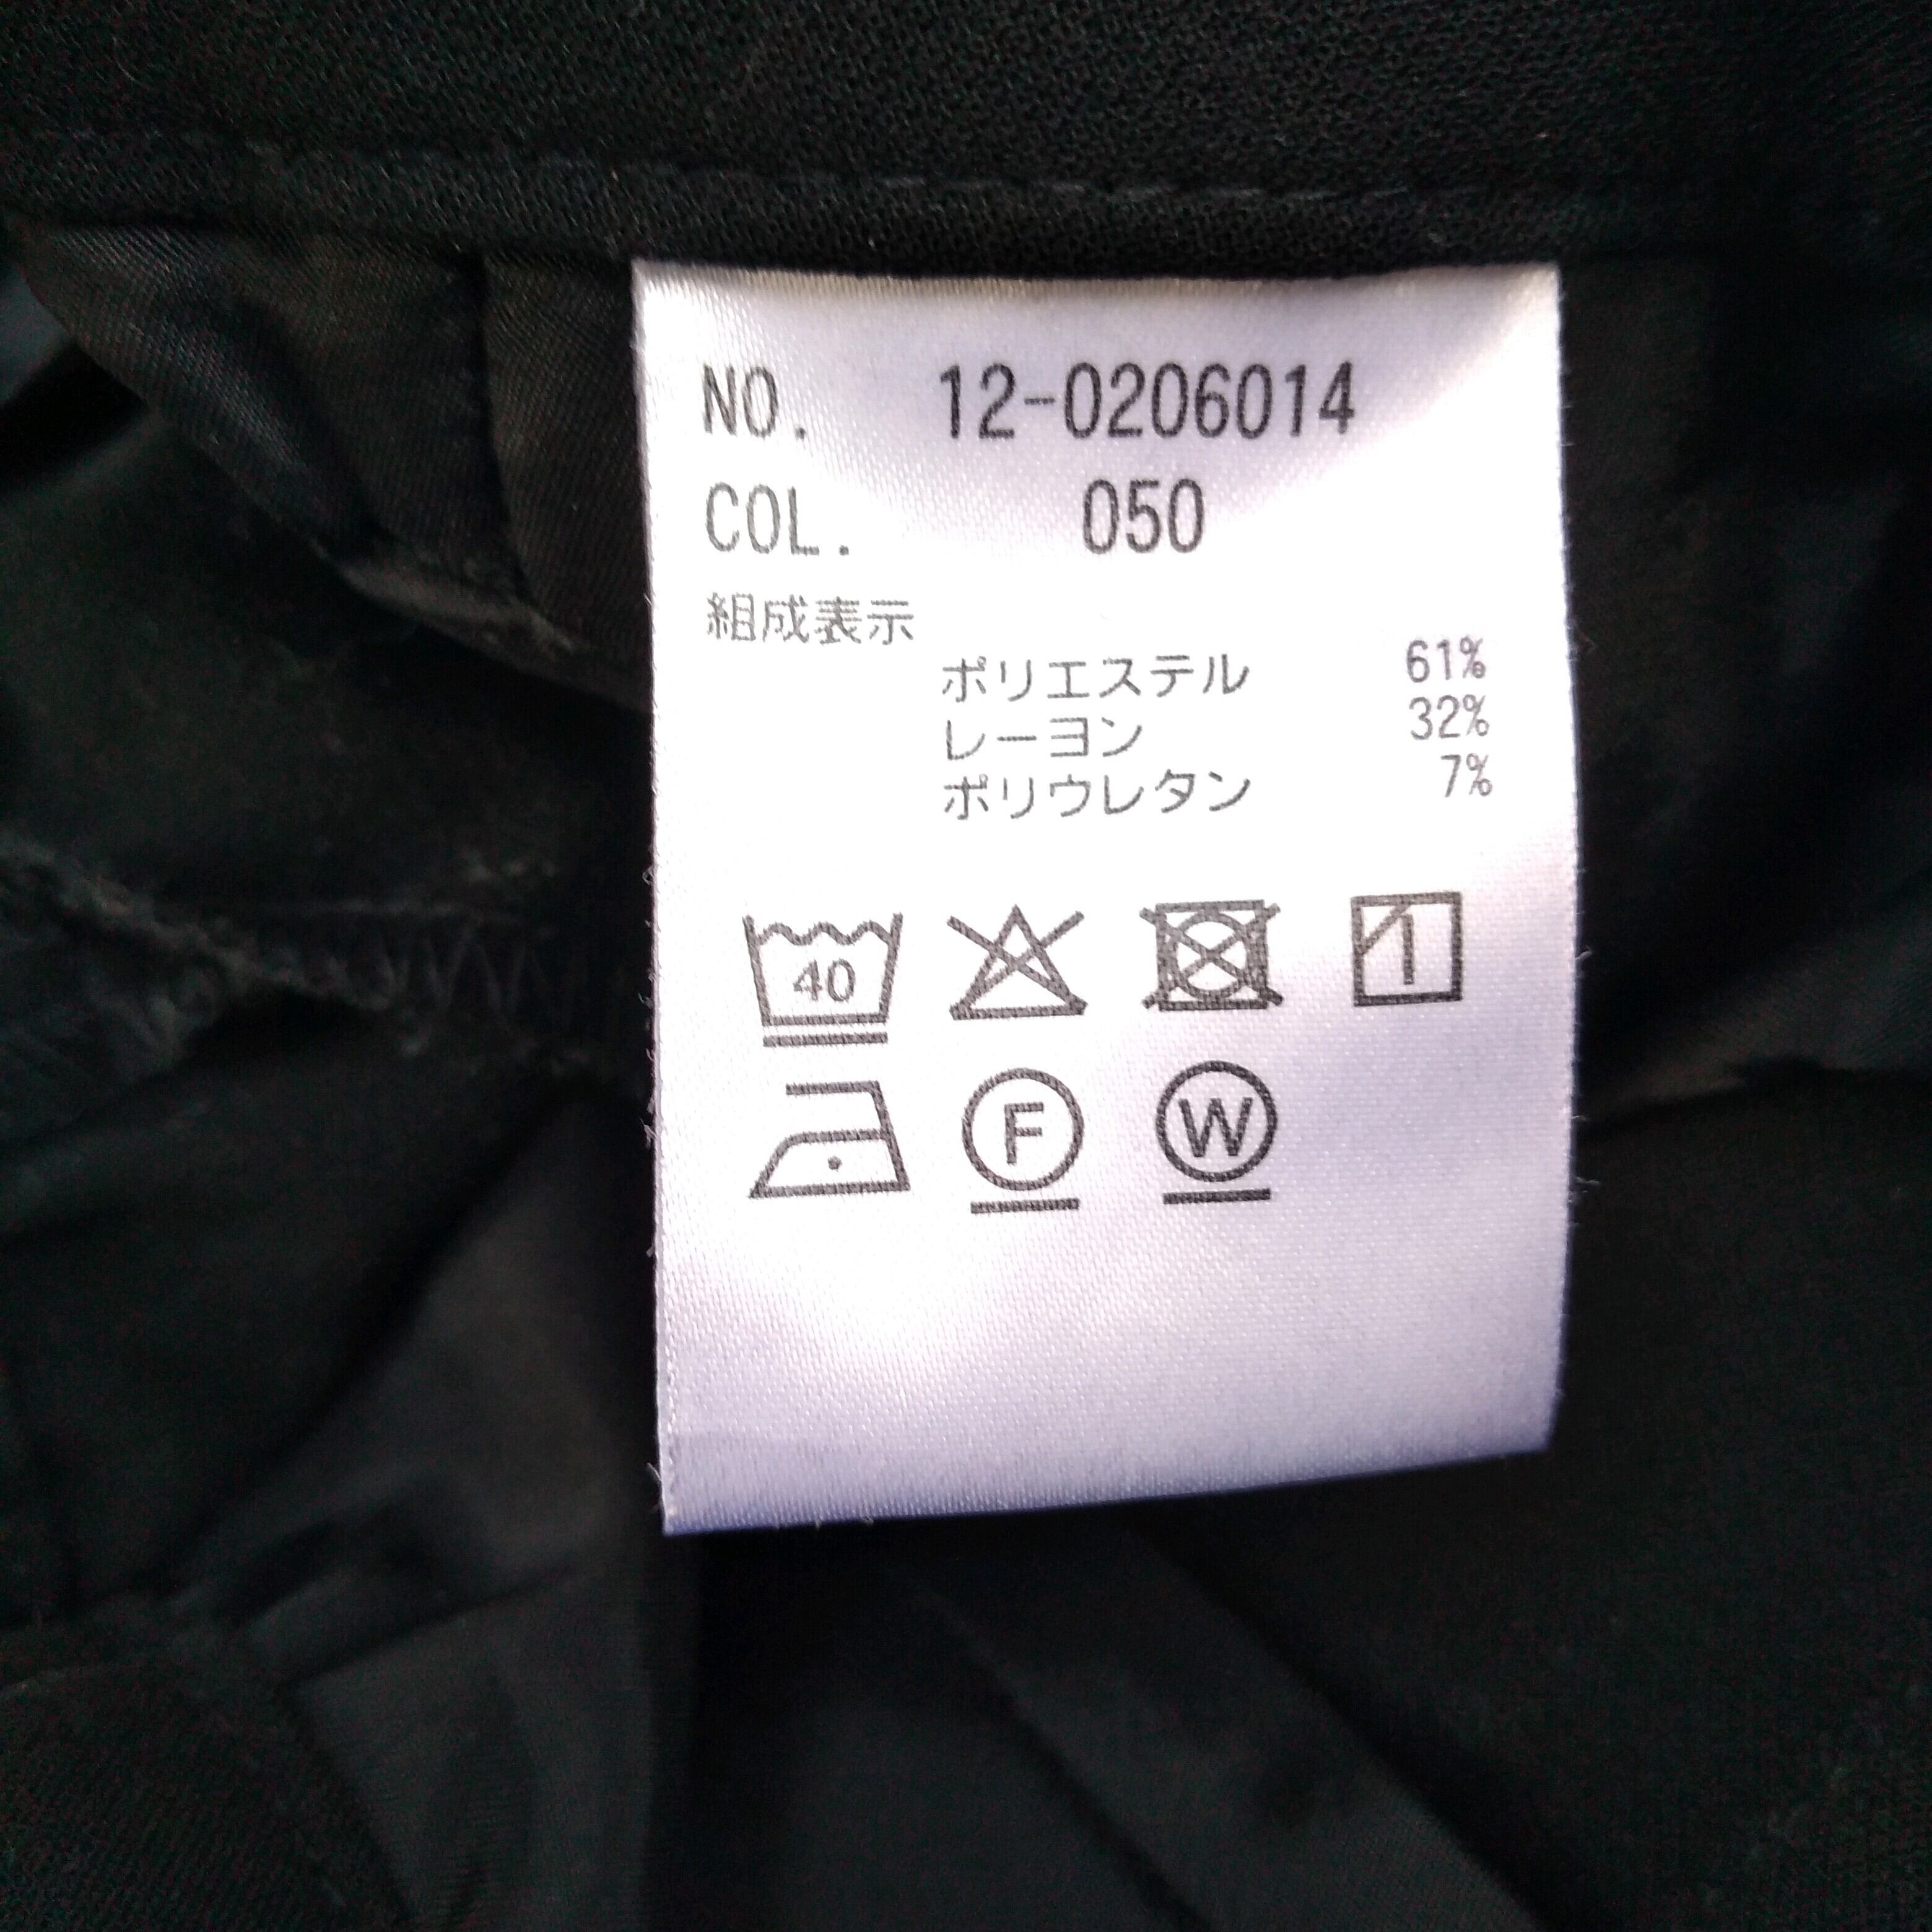 NO. 12-0206014
COL. 050
組成表示
ポリエステル 61%
レーヨン 32%
ポリウレタン 7%
40
F W